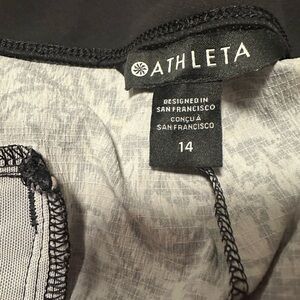 ATHLETA
DESIGNED IN
SAN FRANCISCO
CONÇU À
SAN FRANCISCO
14